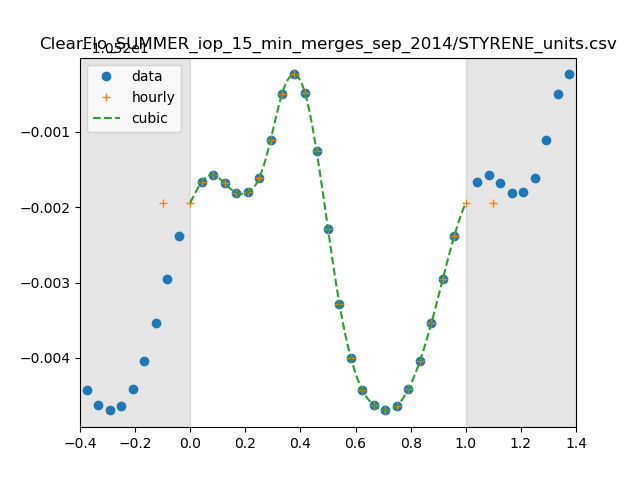 ClearFlo_SUMMER_iop_15_min_merges_sep_2014/STYRENE_units.csv
−1.052e1
data
hourly
cubic
−0.001
−0.002
−0.003
−0.004
−0.4 −0.2 0.0 0.2 0.4 0.6 0.8 1.0 1.2 1.4